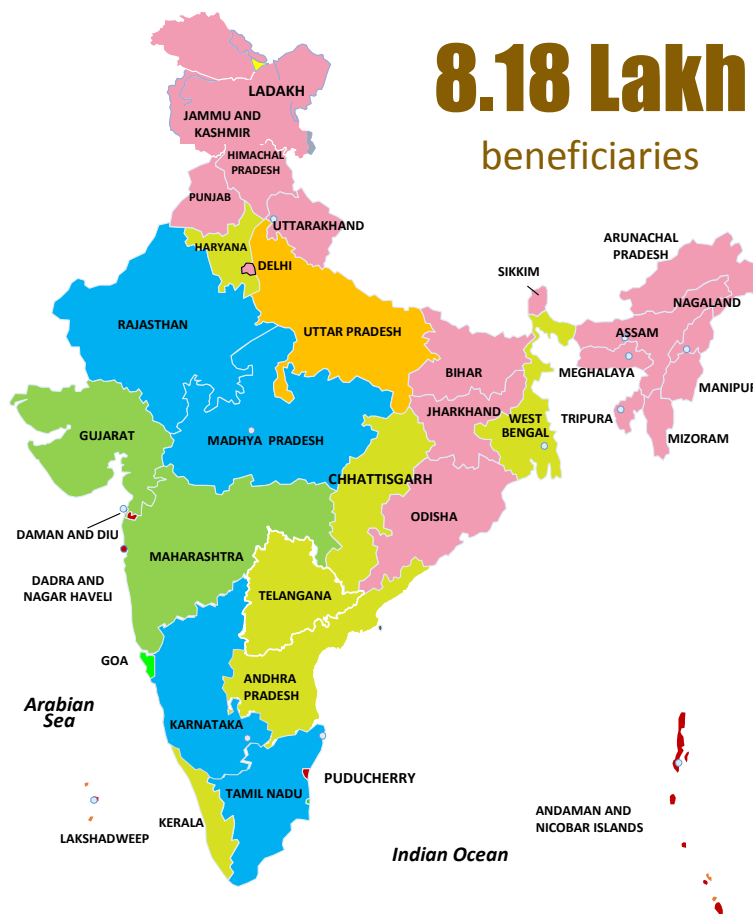 8.18 Lakh
beneficiaries
LADAKH
JAMMU AND
KASHMIR
HIMACHAL
PRADESH
PUNJAB
UTTARAKHAND
HARYANA
DELHI
ARUNACHAL
PRADESH
SIKKIM
NAGALAND
RAJASTHAN
UTTAR PRADESH
ASSAM
BIHAR
MEGHALAYA
MANIPUR
JHARKHAND
WEST
BENGAL
TRIPURA
GUJARAT
MADHYA PRADESH
MIZORAM
CHHATTISGARH
ODISHA
DAMAN AND DIU
MAHARASHTRA
DADRA AND
NAGAR HAVELI
TELANGANA
GOA
ANDHRA
PRADESH
Arabian
Sea
KARNATAKA
PUDUCHERRY
TAMIL NADU
KERALA
LAKSHADWEEP
ANDAMAN AND
NICOBAR ISLANDS
Indian Ocean